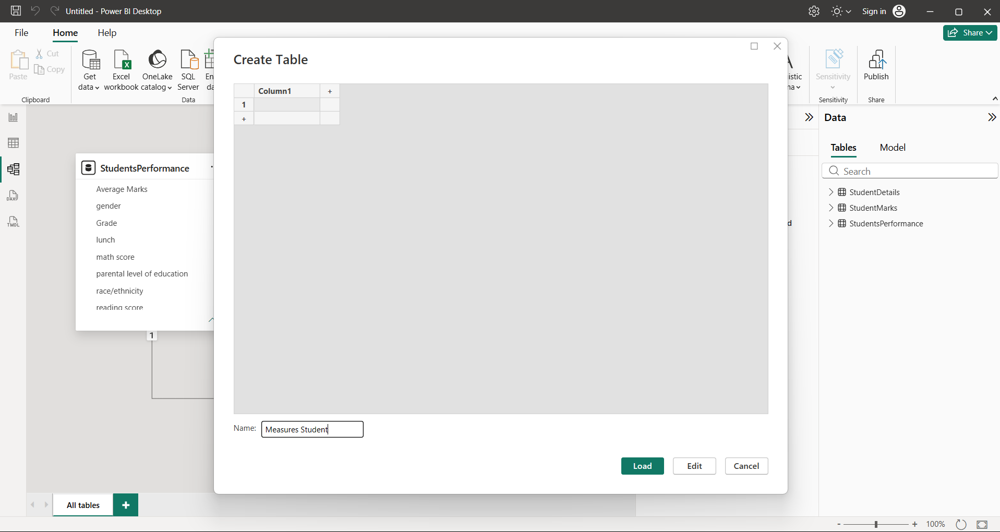 Untitled - Power BI Desktop
Sign in
File
Home
Help
Share
Paste
Cut
Copy
Clipboard
Get
data
Excel
workbook
OneLake
catalog
SQL
Server
En
da
Data
istic
na
Sensitivity
Sensitivity
Publish
Share
DAX
TMDL
StudentsPerformance
Average Marks
gender
Grade
lunch
math score
parental level of education
race/ethnicity
reading score
1
Create Table
Column1
+
1
+
Name:
Measures Student
Load
Edit
Cancel
d
Data
Tables
Model
Search
StudentDetails
StudentMarks
StudentsPerformance
All tables
+
-
+
100%